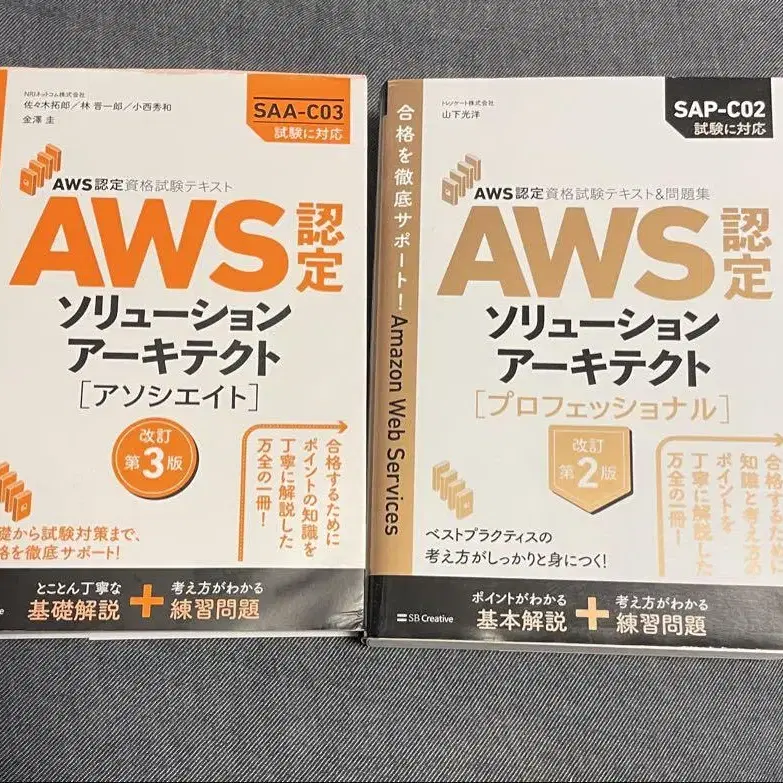 NRIネットコム株式会社
佐々木拓郎／林 晋一郎／小西秀和
金澤 圭
SAA-C03
試験に対応
AWS認定資格試験テキスト
AWS認定
ソリューション
アーキテクト
[アソシエイト]
改訂
第3版
合格するために
ポイントの知識を
丁寧に解説した
万全の一冊！
礎から試験対策まで、
格を徹底サポート！
とことん丁寧な
基礎解説
+
考え方がわかる
練習問題
合格を徹底サポート！Amazon Web Services
トレノケート株式会社
山下光洋
SAP-C02
試験に対応
AWS認定資格試験テキスト&問題集
AWS認定
ソリューション
アーキテクト
[プロフェッショナル]
改訂
第2版
合格するために
知識と考え方の
ポイントを
丁寧に解説した
万全の一冊！
ベストプラクティスの
考え方がしっかりと身につく！
SB Creative
ポイントがわかる
基本解説
+
考え方がわかる
練習問題